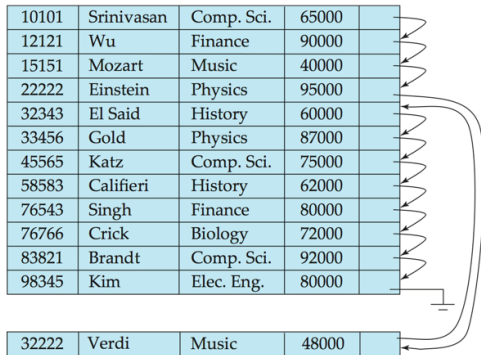 10101 Srinivasan Comp. Sci. 65000
12121 Wu Finance 90000
15151 Mozart Music 40000
22222 Einstein Physics 95000
32343 El Said History 60000
33456 Gold Physics 87000
45565 Katz Comp. Sci. 75000
58583 Califieri History 62000
76543 Singh Finance 80000
76766 Crick Biology 72000
83821 Brandt Comp. Sci. 92000
98345 Kim Elec. Eng. 80000
32222 Verdi Music 48000